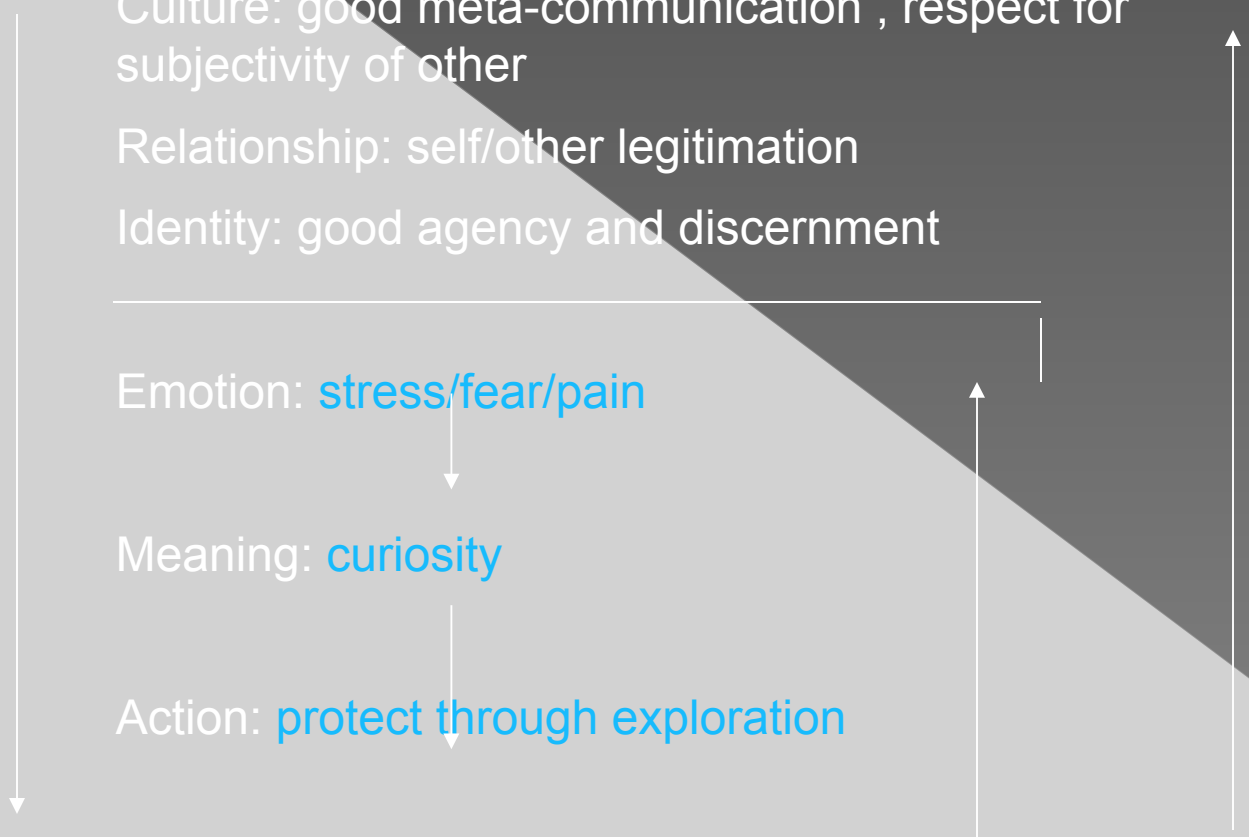 Culture: good meta-communication , respect for
subjectivity of other
Relationship: self/other legitimation
Identity: good agency and discernment
Emotion: stress/fear/pain
Meaning: curiosity
Action: protect through exploration